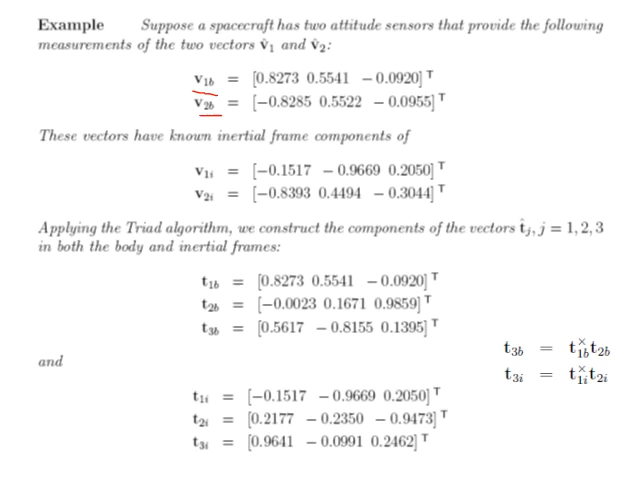 Example Suppose a spacecraft has two attitude sensors that provide the following
measurements of the two vectors v̂₁ and v̂₂:
v₁b = [0.8273 0.5541 − 0.0920] ᵀ
v₂b = [−0.8285 0.5522 − 0.0955] ᵀ
These vectors have known inertial frame components of
v₁ᵢ = [−0.1517 − 0.9669 0.2050] ᵀ
v₂ᵢ = [−0.8393 0.4494 − 0.3044] ᵀ
Applying the Triad algorithm, we construct the components of the vectors t̂ⱼ, j = 1, 2, 3
in both the body and inertial frames:
t₁b = [0.8273 0.5541 − 0.0920] ᵀ
t₂b = [−0.0023 0.1671 0.9859] ᵀ
t₃b = [0.5617 − 0.8155 0.1395] ᵀ
t₃b = t₁b× t₂b
t₃ᵢ = t₁ᵢ× t₂ᵢ
and
t₁ᵢ = [−0.1517 − 0.9669 0.2050] ᵀ
t₂ᵢ = [0.2177 − 0.2350 − 0.9473] ᵀ
t₃ᵢ = [0.9641 − 0.0991 0.2462] ᵀ